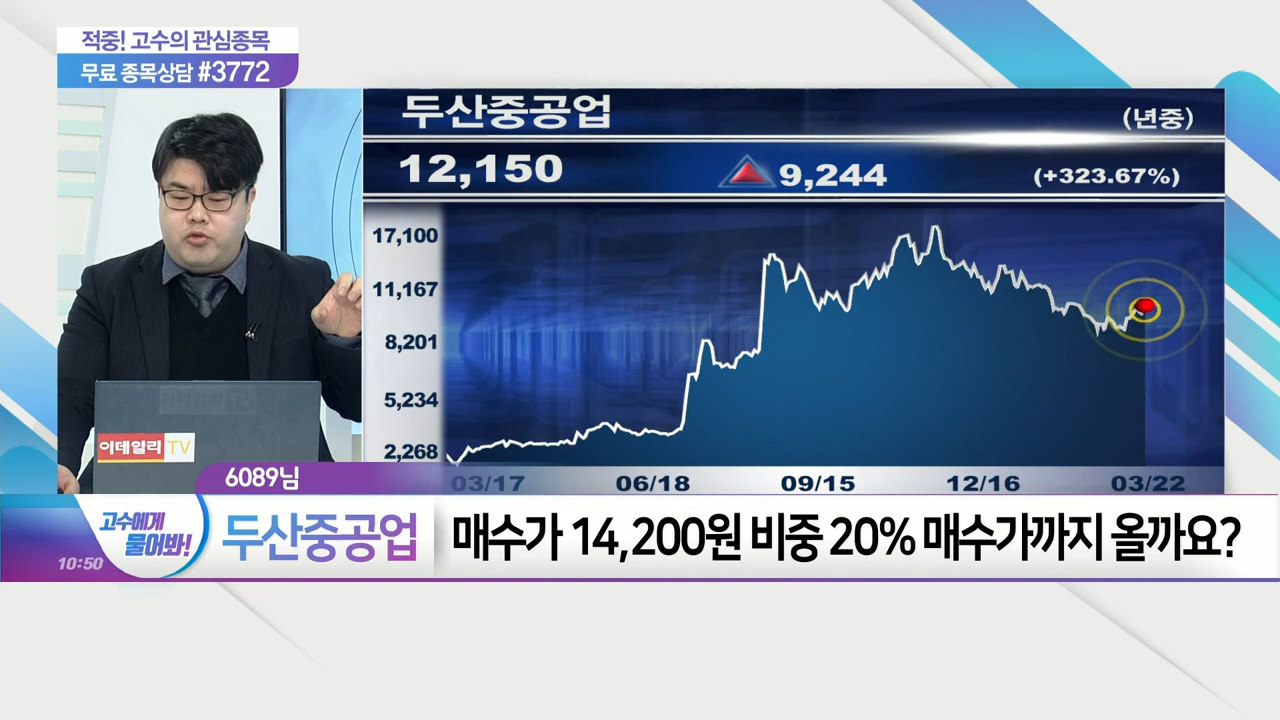 적중! 고수의 관심종목
무료 종목상담 #3772
두산중공업
(년중)
12,150
9,244
(+323.67%)
17,100
11,167
8,201
5,234
2,268
03/17 06/18 09/15 12/16 03/22
이데일리TV
6089님
고수에게
물어봐!
10:50
두산중공업
매수가 14,200원 비중 20% 매수가까지 올까요?